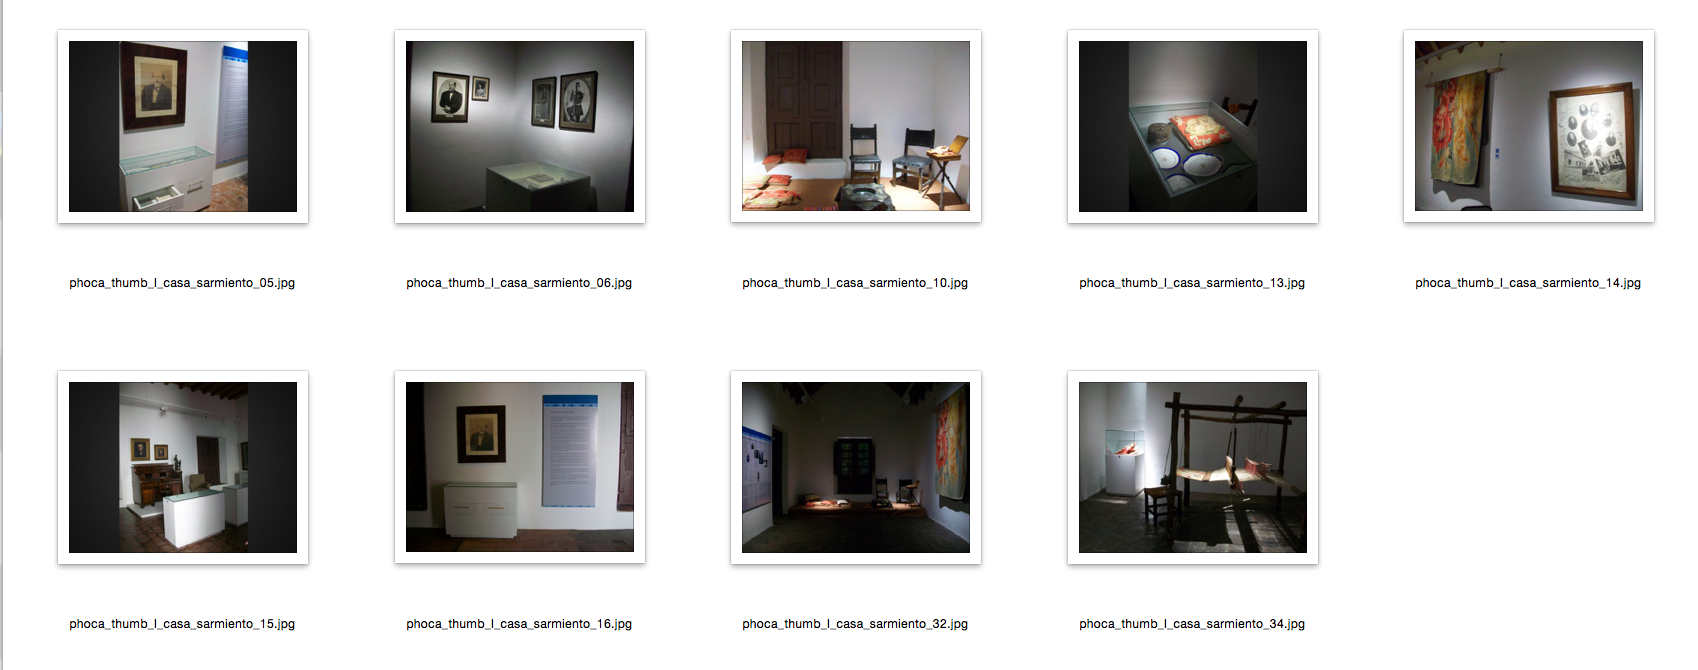 phoca_thumb_l_casa_sarmiento_05.jpg
phoca_thumb_l_casa_sarmiento_06.jpg
phoca_thumb_l_casa_sarmiento_10.jpg
phoca_thumb_l_casa_sarmiento_13.jpg
phoca_thumb_l_casa_sarmiento_14.jpg
phoca_thumb_l_casa_sarmiento_15.jpg
phoca_thumb_l_casa_sarmiento_16.jpg
phoca_thumb_l_casa_sarmiento_32.jpg
phoca_thumb_l_casa_sarmiento_34.jpg